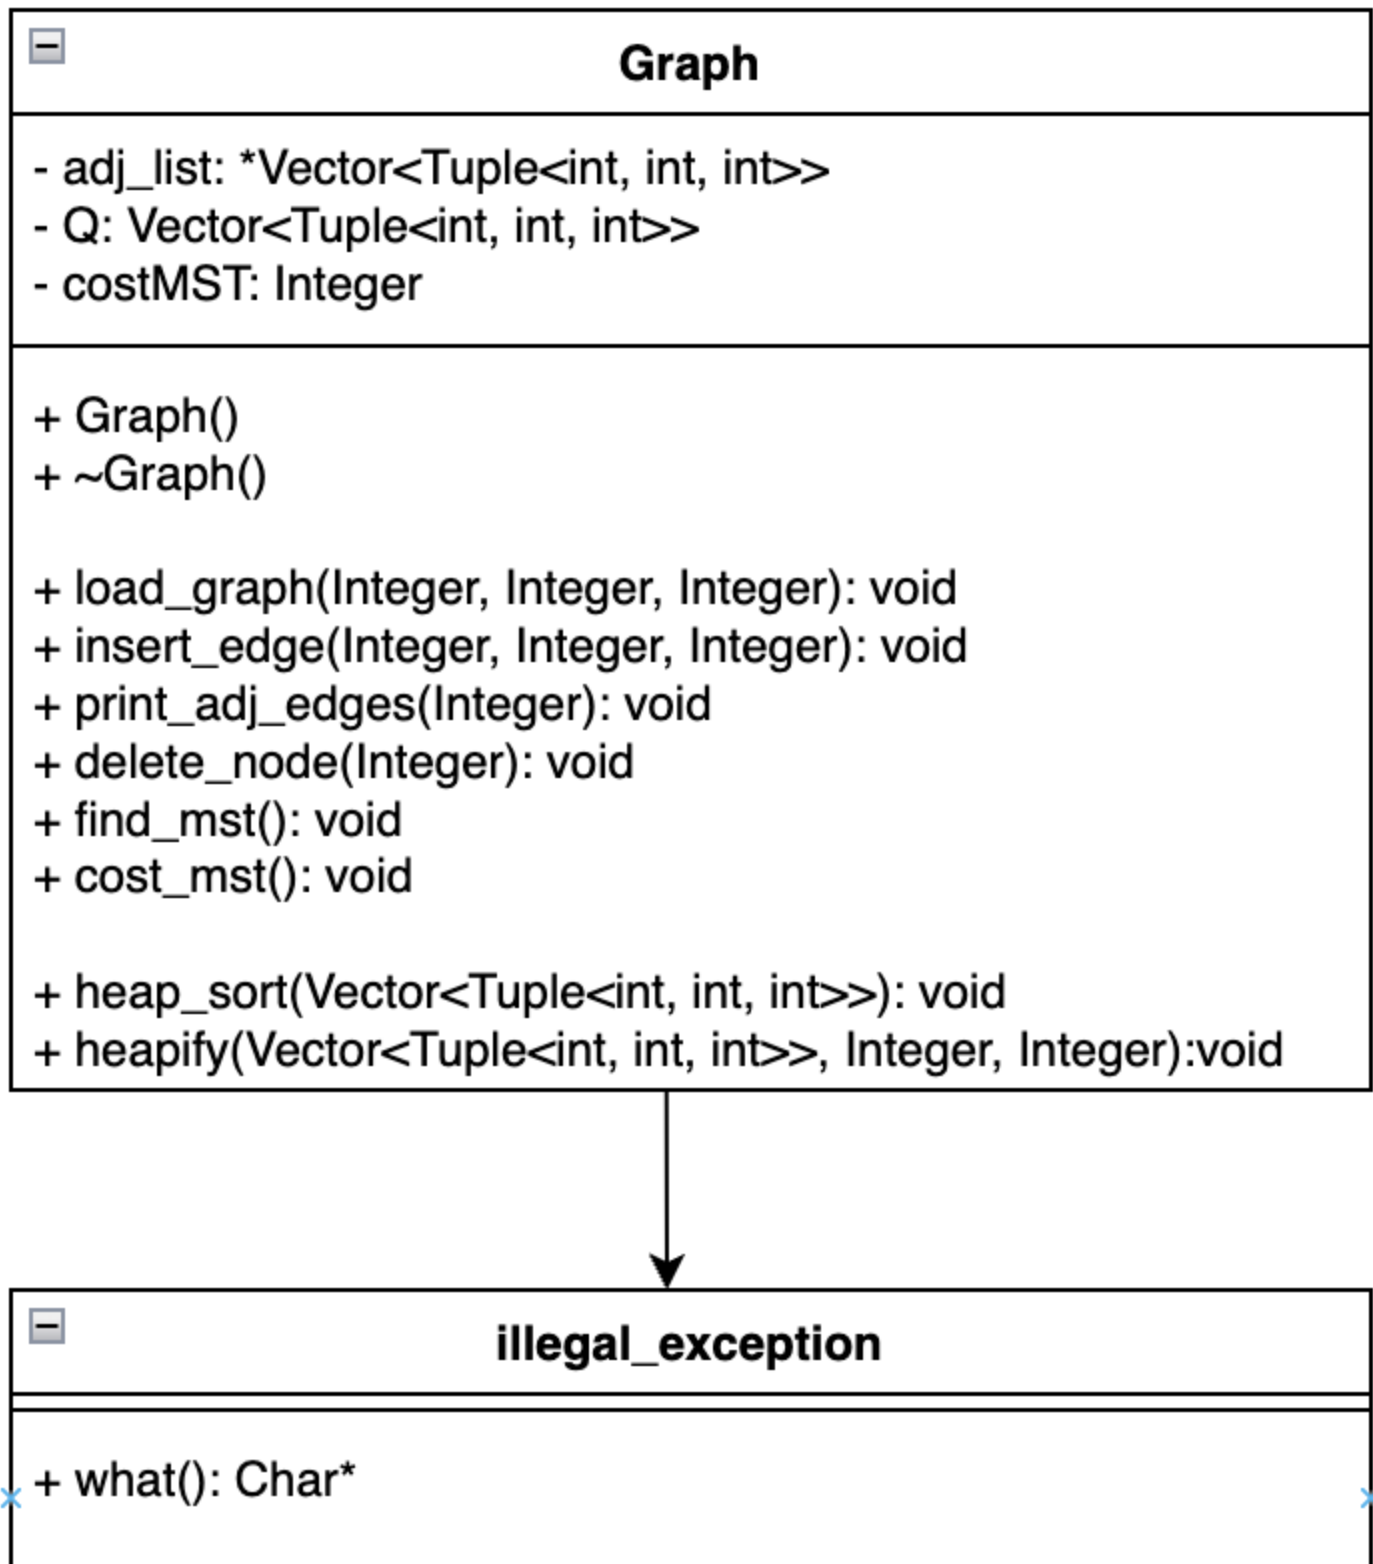 Graph
- adj_list: *Vector<Tuple<int, int, int>>
- Q: Vector<Tuple<int, int, int>>
- costMST: Integer
+ Graph()
+ ~Graph()
+ load_graph(Integer, Integer, Integer): void
+ insert_edge(Integer, Integer, Integer): void
+ print_adj_edges(Integer): void
+ delete_node(Integer): void
+ find_mst(): void
+ cost_mst(): void
+ heap_sort(Vector<Tuple<int, int, int>>): void
+ heapify(Vector<Tuple<int, int, int>>, Integer, Integer):void
illegal_exception
+ what(): Char*